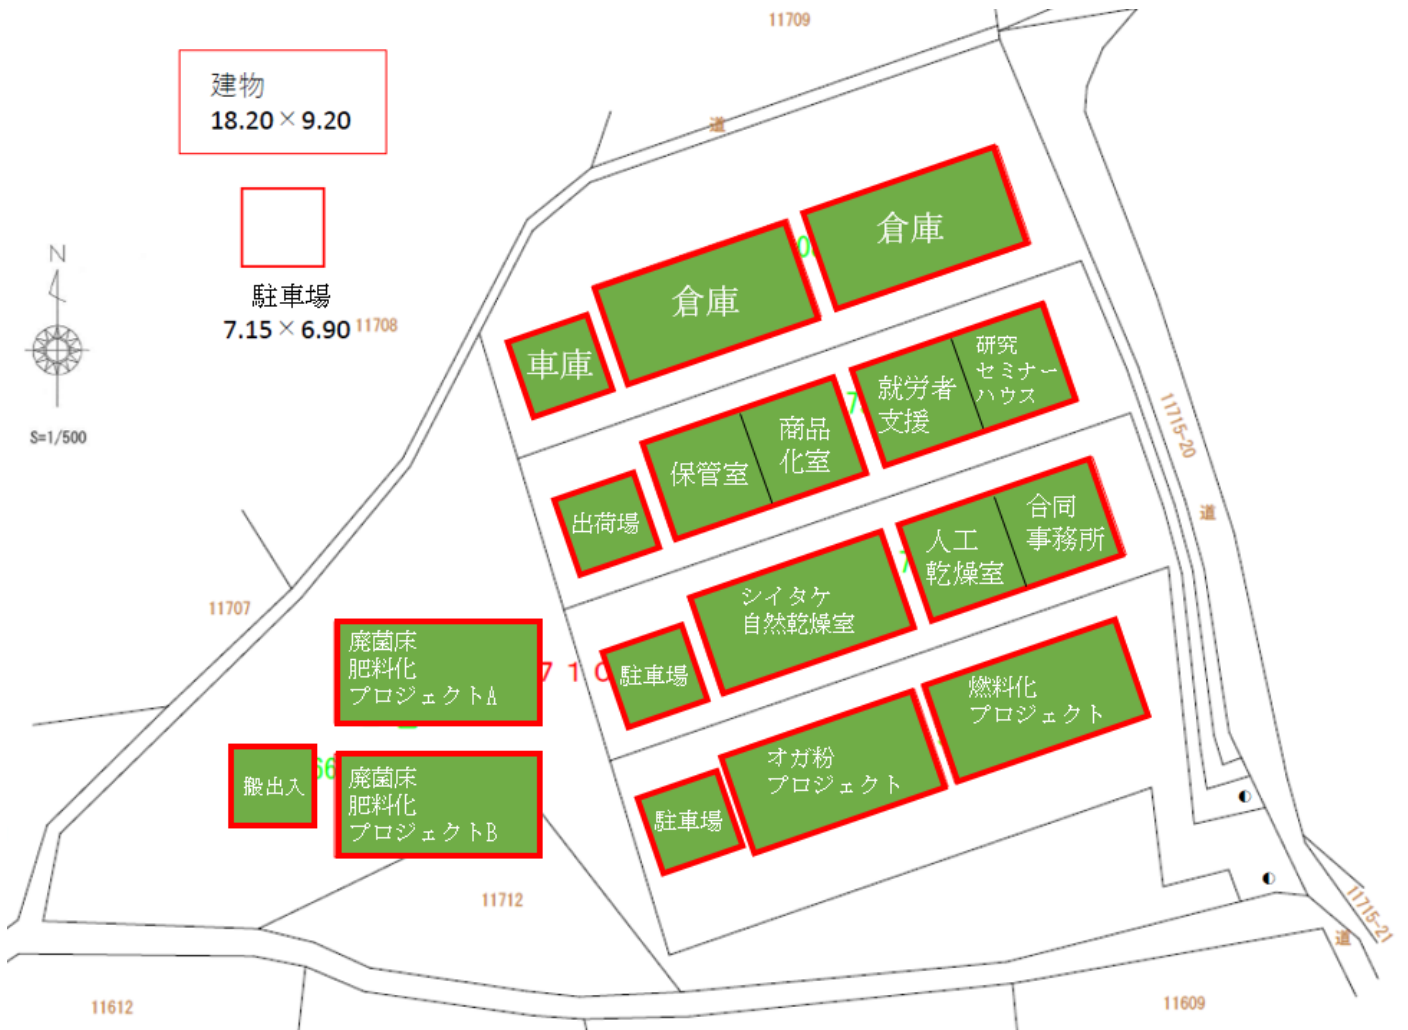 11709
建物
18.20×9.20
道
駐車場
7.15×6.90
11708
N
S=1/500
倉庫
倉庫
車庫
研究
セミナー
ハウス
就労者
支援
商品
化室
保管室
出荷場
11715-20
道
合同
事務所
人工
乾燥室
シイタケ
自然乾燥室
駐車場
11707
廃菌床
肥料化
プロジェクトA
710
燃料化
プロジェクト
オガ粉
プロジェクト
駐車場
搬出入
66
廃菌床
肥料化
プロジェクトB
11712
11715-21
道
11612
11609